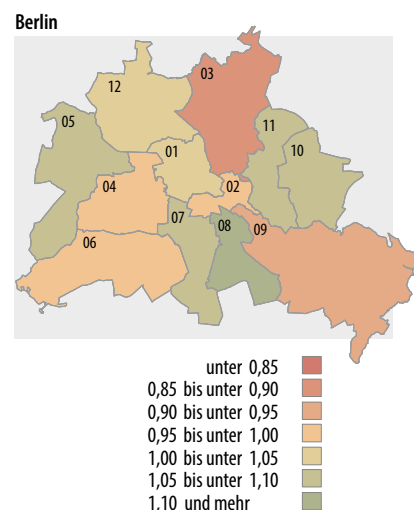 Berlin
03
12
05
11
01
10
04
02
07
08
09
06
unter 0,85
0,85 bis unter 0,90
0,90 bis unter 0,95
0,95 bis unter 1,00
1,00 bis unter 1,05
1,05 bis unter 1,10
1,10 und mehr